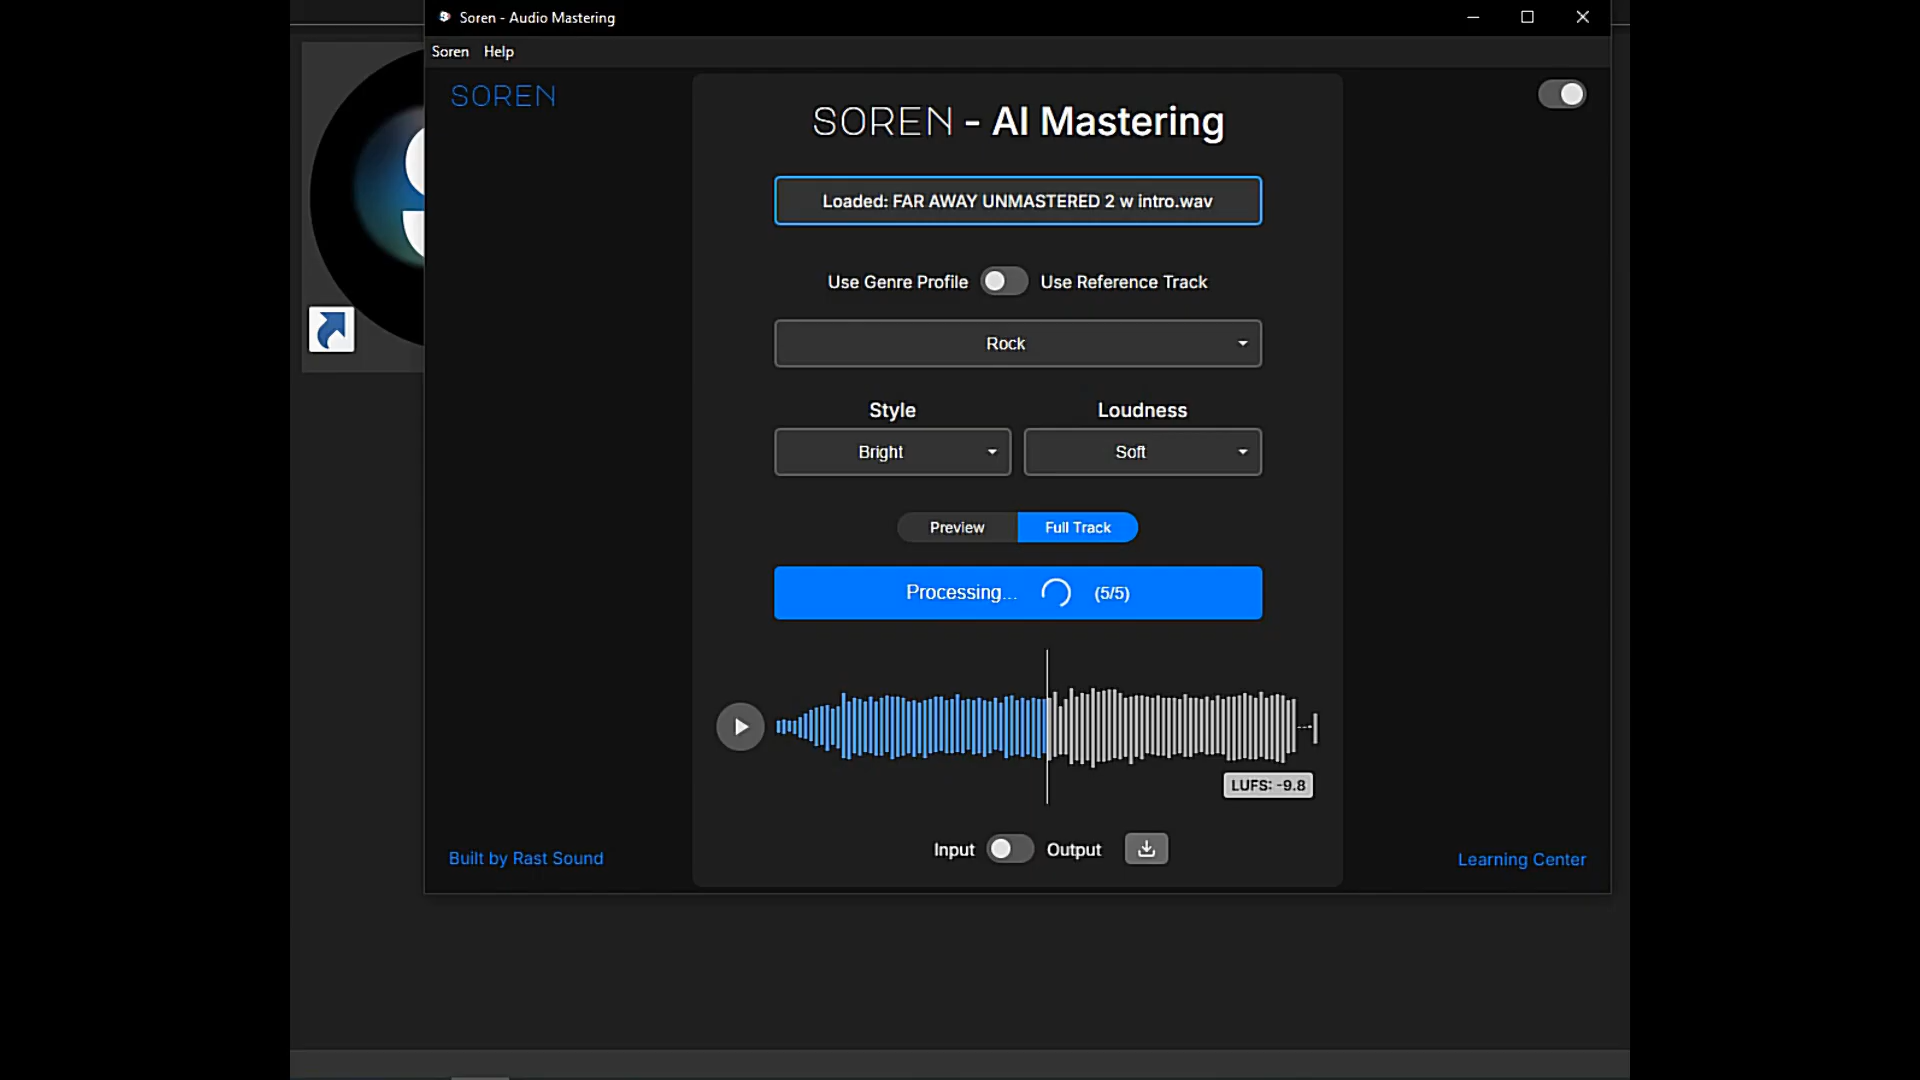 Soren - Audio Mastering
Soren Help
SOREN
SOREN - AI Mastering
Loaded: FAR AWAY UNMASTERED 2 w intro.wav
Use Genre Profile Use Reference Track
Rock
Style Loudness
Bright Soft
Preview Full Track
Processing... (5/5)
LUFS: -9.8
Input Output
Built by Rast Sound
Learning Center